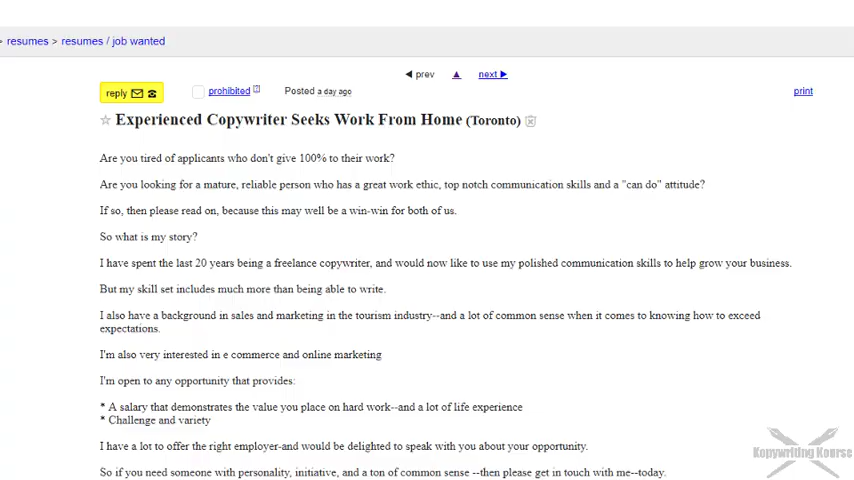 > resumes > resumes / job wanted
◄ prev ▲ next ►
reply prohibited [?] Posted a day ago print
☆ Experienced Copywriter Seeks Work From Home (Toronto)
Are you tired of applicants who don't give 100% to their work?
Are you looking for a mature, reliable person who has a great work ethic, top notch communication skills and a "can do" attitude?
If so, then please read on, because this may well be a win-win for both of us.
So what is my story?
I have spent the last 20 years being a freelance copywriter, and would now like to use my polished communication skills to help grow your business.
But my skill set includes much more than being able to write.
I also have a background in sales and marketing in the tourism industry--and a lot of common sense when it comes to knowing how to exceed
expectations.
I'm also very interested in e commerce and online marketing
I'm open to any opportunity that provides:
* A salary that demonstrates the value you place on hard work--and a lot of life experience
* Challenge and variety
I have a lot to offer the right employer-and would be delighted to speak with you about your opportunity.
So if you need someone with personality, initiative, and a ton of common sense --then please get in touch with me--today.
Kopywriting Kourse